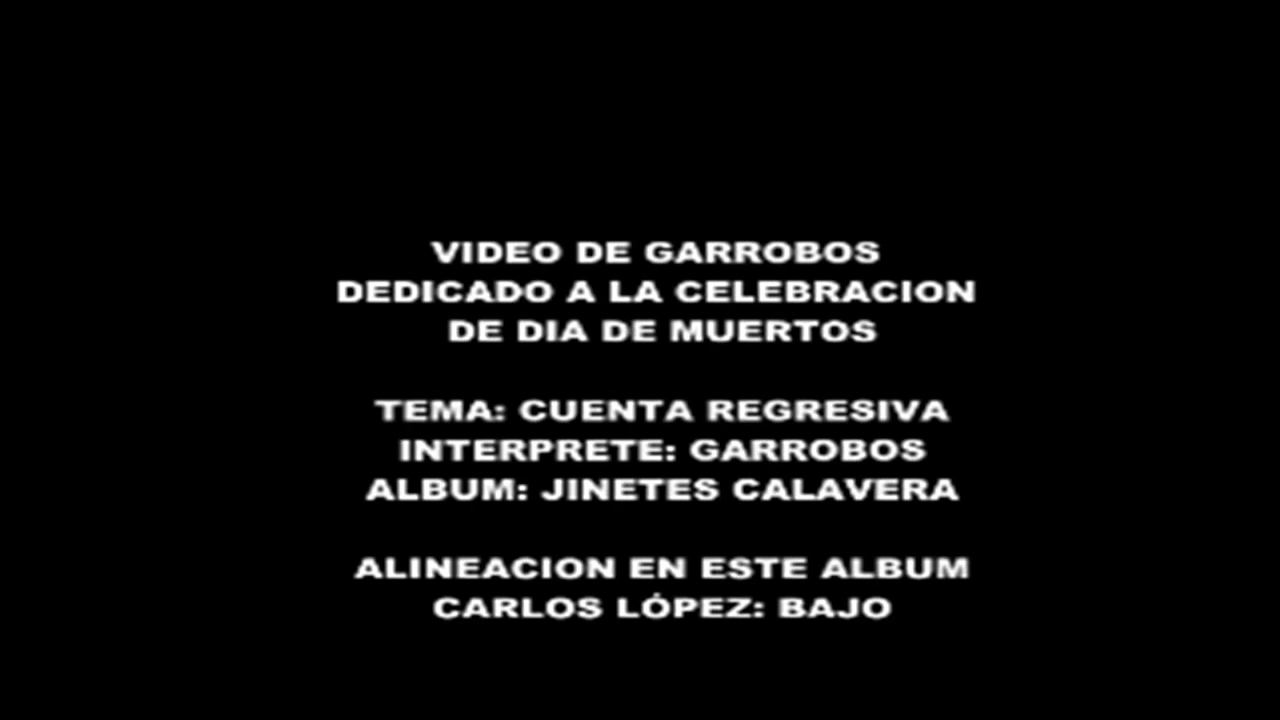 VIDEO DE GARROBOS
DEDICADO A LA CELEBRACION
DE DIA DE MUERTOS
TEMA: CUENTA REGRESIVA
INTERPRETE: GARROBOS
ALBUM: JINETES CALAVERA
ALINEACION EN ESTE ALBUM
CARLOS LÓPEZ: BAJO